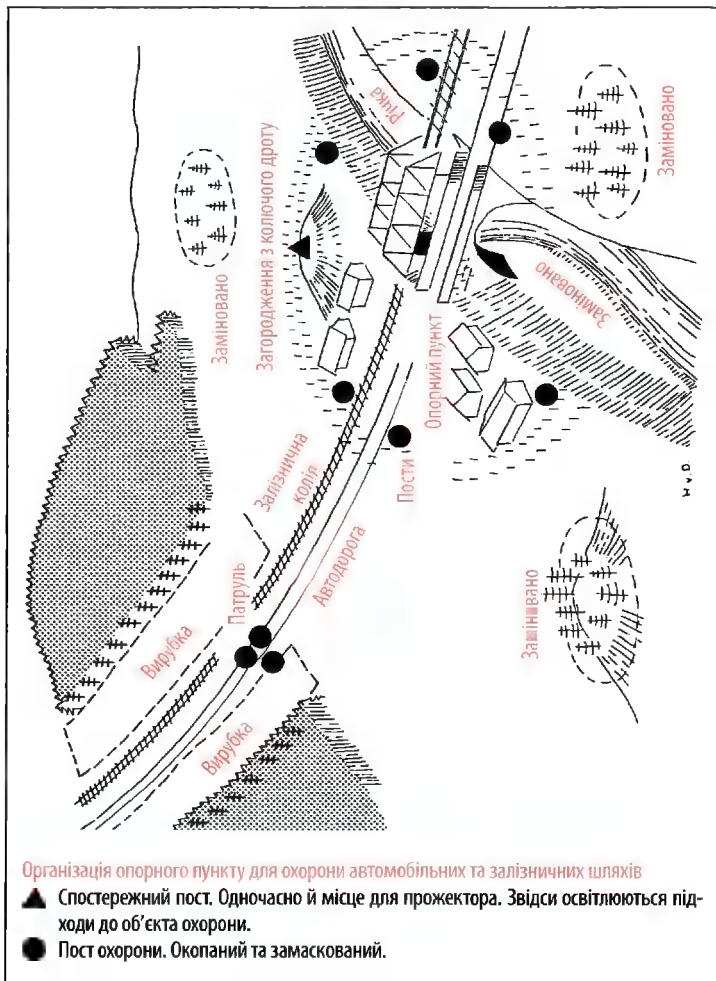 Річка
Заміновано
Заміновано
Загородження з колючого дроту
Заміновано
Опорний пункт
Залізнична
колія
Пости
Автодорога
Патруль
Вирубка
Вирубка
Заміновано
H.v.D.
Організація опорного пункту для охорони автомобільних та залізничних шляхів
Спостережний пост. Одночасно й місце для прожектора. Звідси освітлюються під-
ходи до об’єкта охорони.
Пост охорони. Окопаний та замаскований.